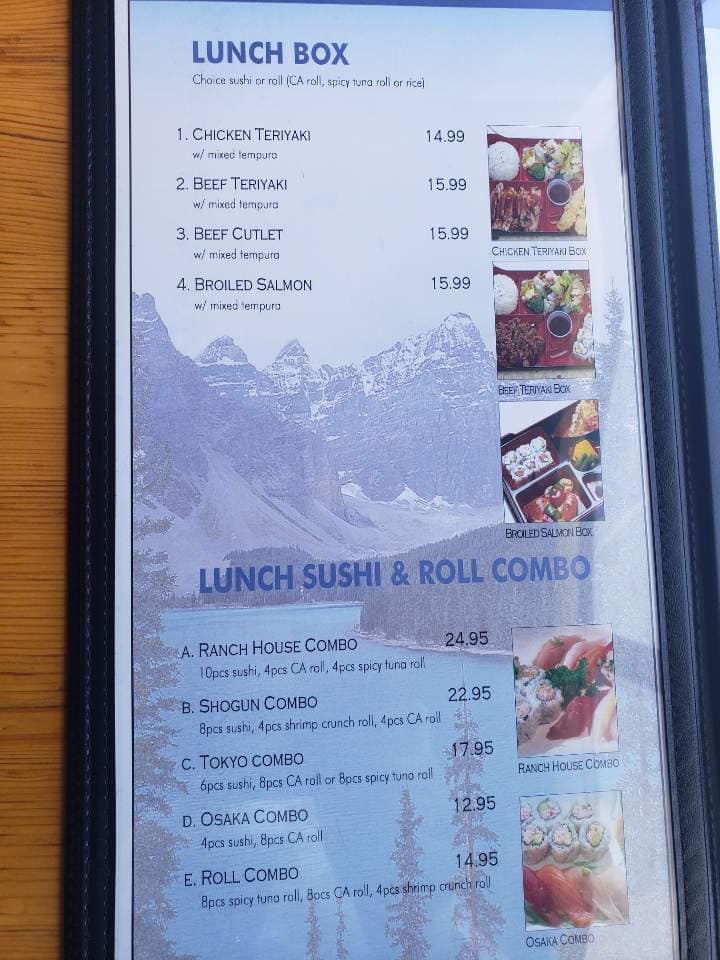 LUNCH BOX
Choice sushi or roll (CA roll, spicy tuna roll or rice)
1. CHICKEN TERIYAKI 14.99
w/ mixed tempura
2. BEEF TERIYAKI 15.99
w/ mixed tempura
3. BEEF CUTLET 15.99
w/ mixed tempura
4. BROILED SALMON 15.99
w/ mixed tempura
CHICKEN TERIYAKI BOX
BEEF TERIYAKI BOX
BROILED SALMON BOX
LUNCH SUSHI & ROLL COMBO
A. RANCH HOUSE COMBO 24.95
10pcs sushi, 4pcs CA roll, 4pcs spicy tuna roll
B. SHOGUN COMBO 22.95
8pcs sushi, 4pcs shrimp crunch roll, 4pcs CA roll
C. TOKYO COMBO 17.95
6pcs sushi, 8pcs CA roll or 8pcs spicy tuna roll
RANCH HOUSE COMBO
D. OSAKA COMBO 12.95
4pcs sushi, 8pcs CA roll
E. ROLL COMBO 14.95
8pcs spicy tuna roll, 8pcs CA roll, 4pcs shrimp crunch roll
OSAKA COMBO